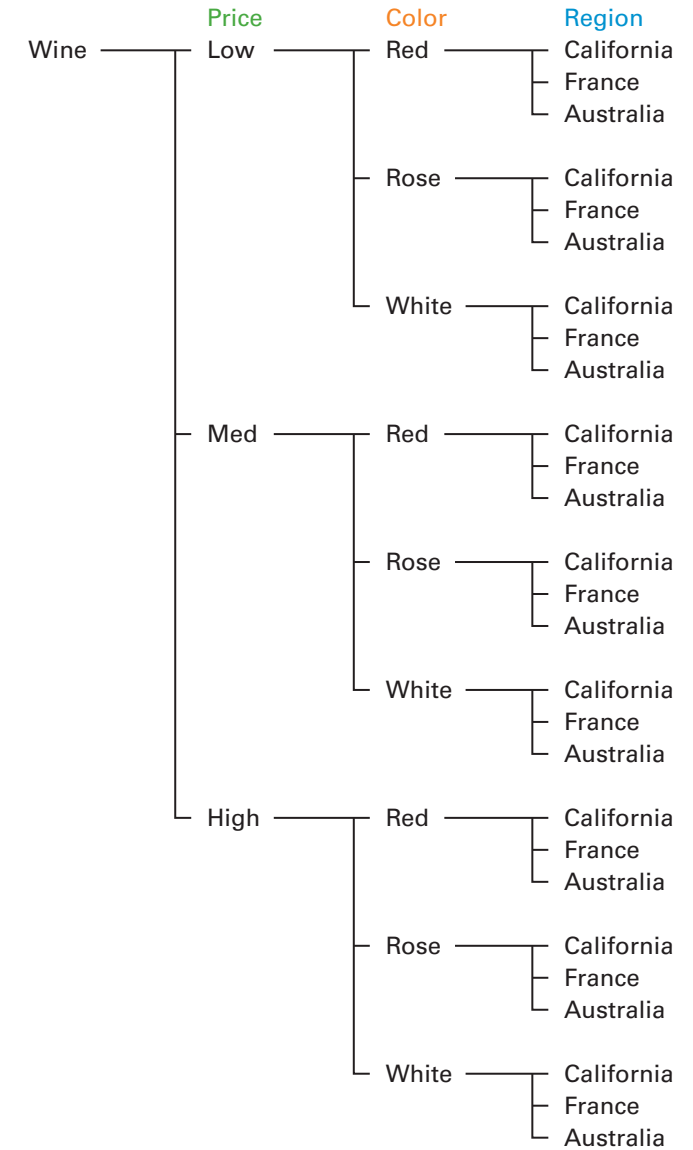 Price Color Region
Wine Low Red California
France
Australia
Rose California
France
Australia
White California
France
Australia
Med Red California
France
Australia
Rose California
France
Australia
White California
France
Australia
High Red California
France
Australia
Rose California
France
Australia
White California
France
Australia